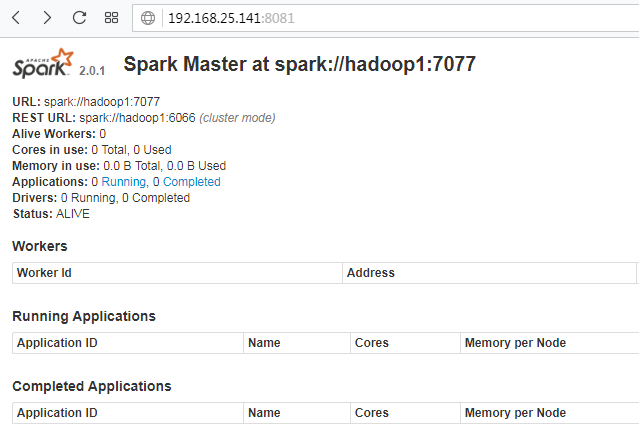 192.168.25.141:8081
APACHE Spark 2.0.1 Spark Master at spark://hadoop1:7077
URL: spark://hadoop1:7077
REST URL: spark://hadoop1:6066 (cluster mode)
Alive Workers: 0
Cores in use: 0 Total, 0 Used
Memory in use: 0.0 B Total, 0.0 B Used
Applications: 0 Running, 0 Completed
Drivers: 0 Running, 0 Completed
Status: ALIVE
Workers
Worker Id Address
Running Applications
Application ID Name Cores Memory per Node
Completed Applications
Application ID Name Cores Memory per Node